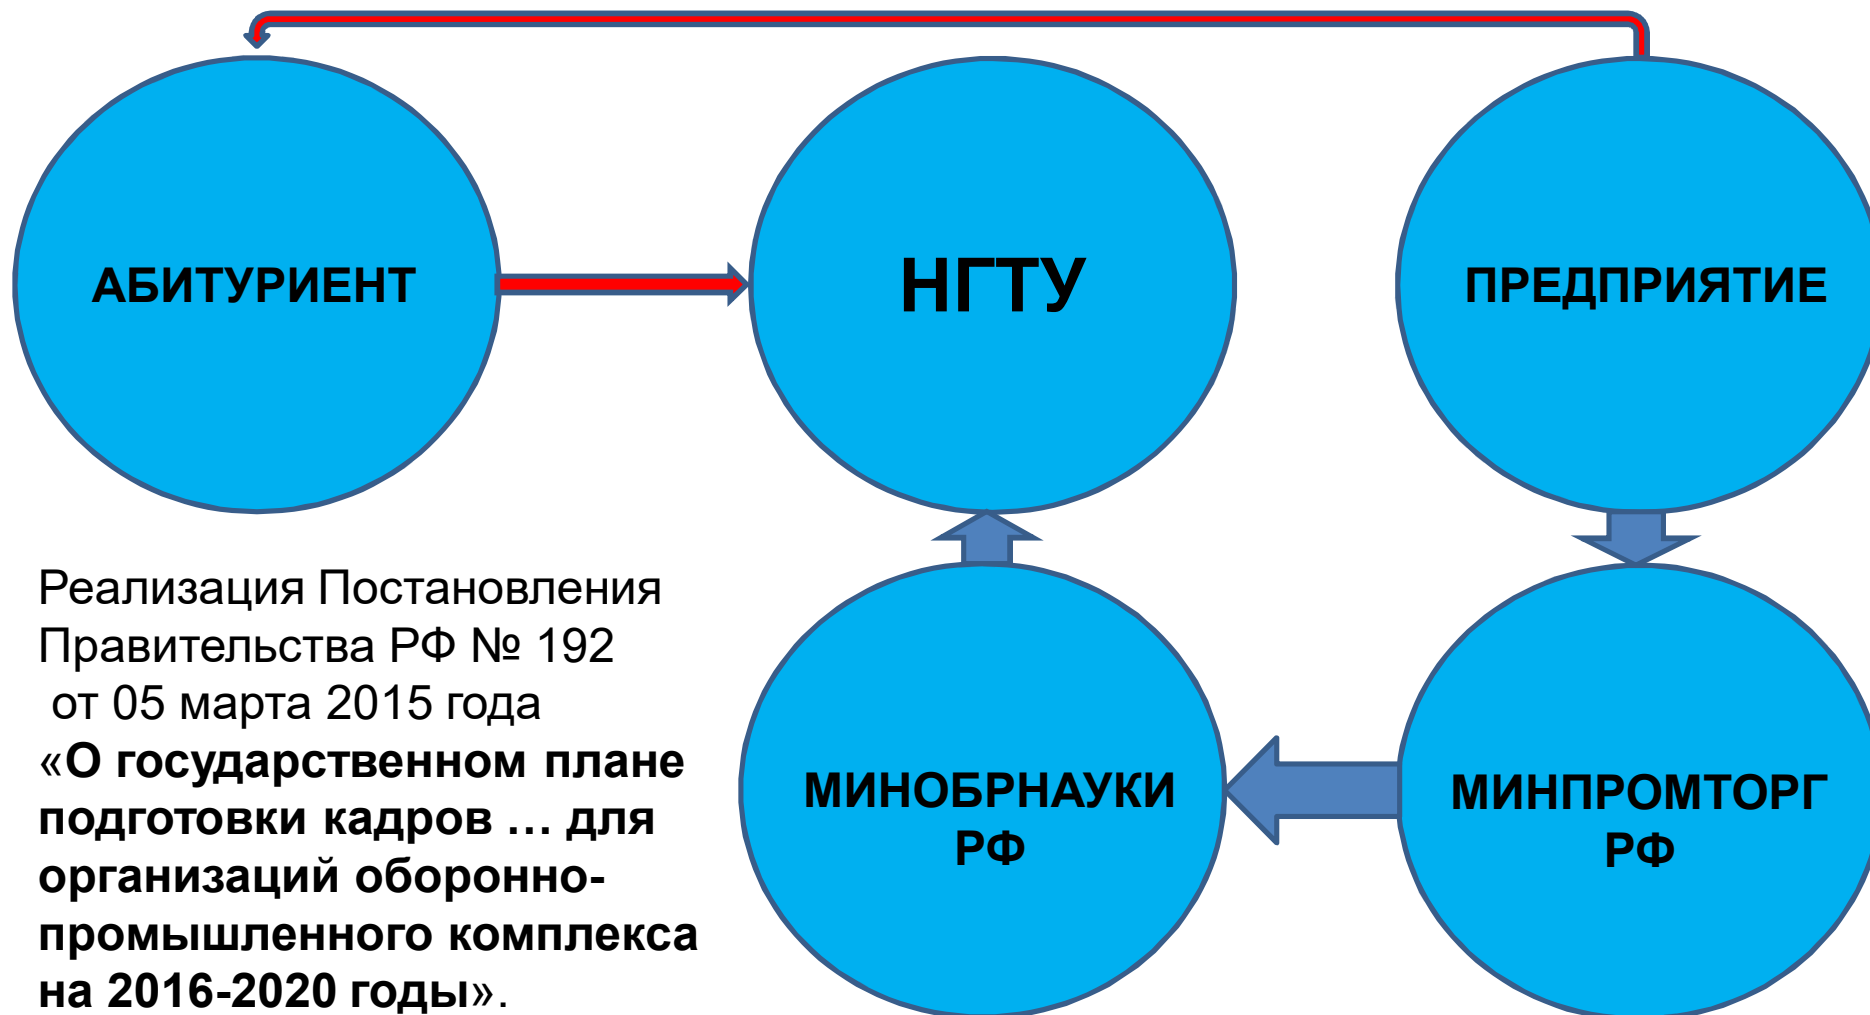 АБИТУРИЕНТ
НГТУ
ПРЕДПРИЯТИЕ
Реализация Постановления
Правительства РФ № 192
от 05 марта 2015 года
«О государственном плане
подготовки кадров … для
организаций оборонно-
промышленного комплекса
на 2016-2020 годы».
МИНОБРНАУКИ
РФ
МИНПРОМТОРГ
РФ